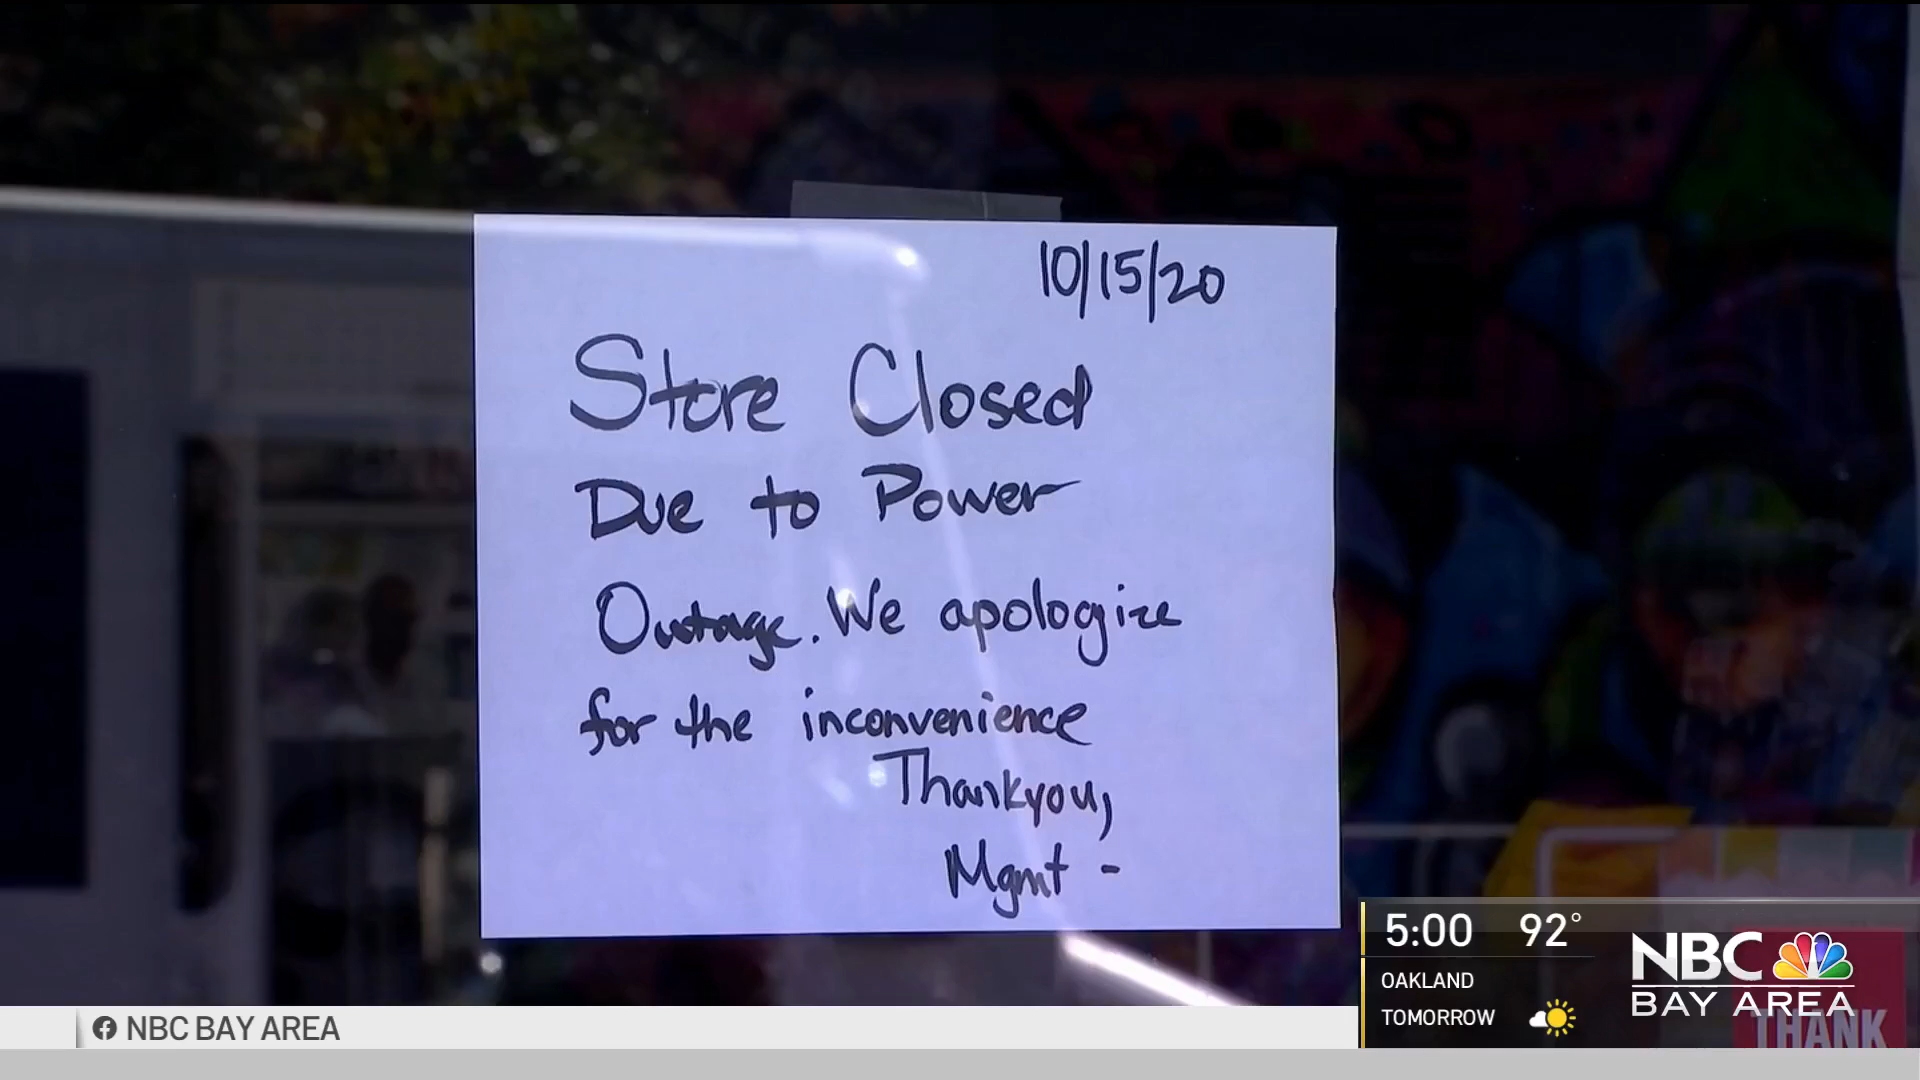 10/15/20
Store Closed
Due to Power
Outage. We apologize
for the inconvenience
Thankyou,
Mgmt -
5:00 92°
OAKLAND
TOMORROW
NBC
BAY AREA
THANK
NBC BAY AREA